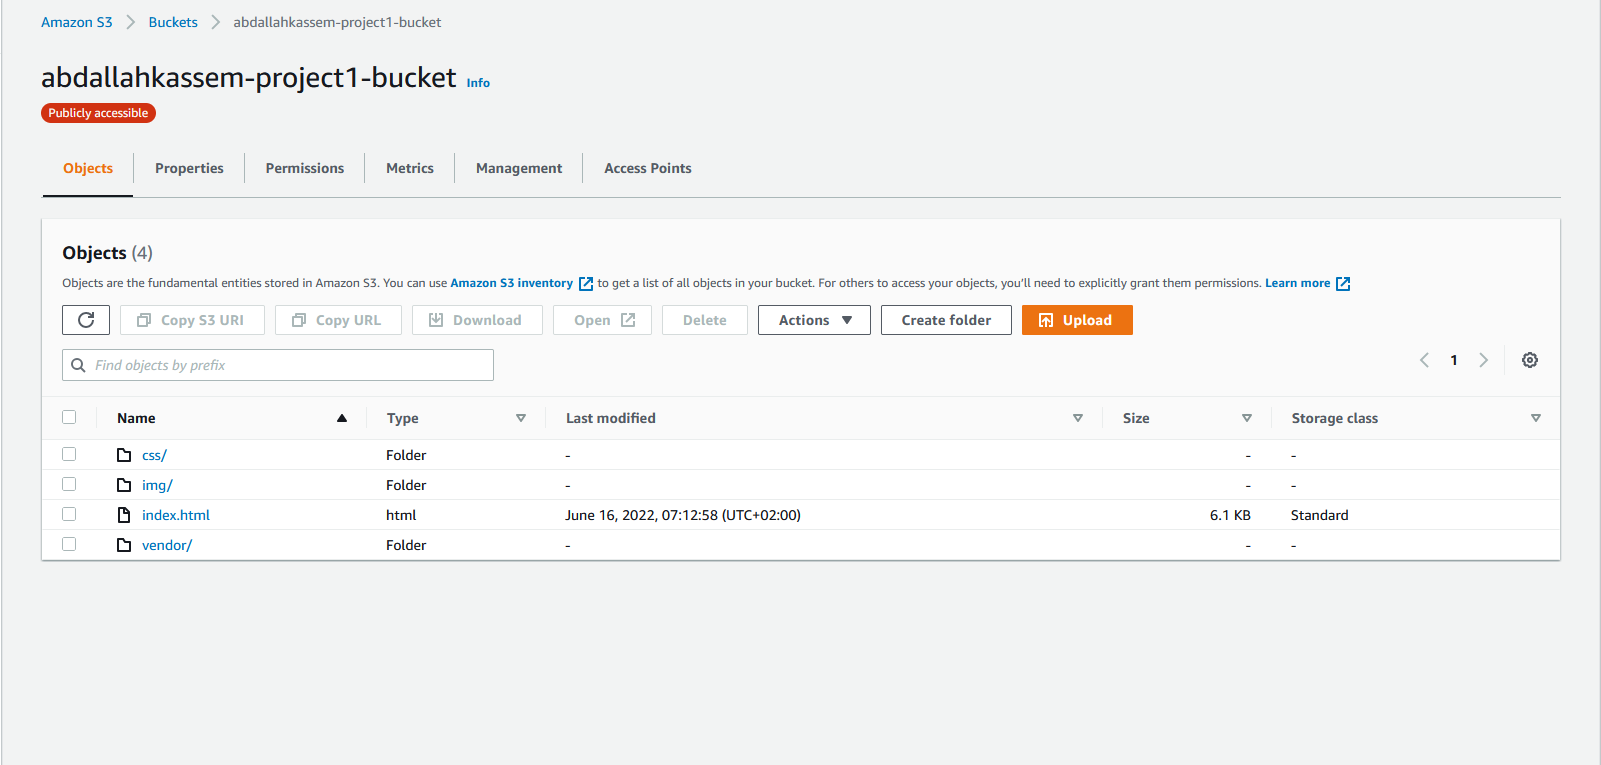 Amazon S3 Buckets abdallahkassem-project1-bucket
abdallahkassem-project1-bucket Info
Publicly accessible
Objects Properties Permissions Metrics Management Access Points
Objects (4)
Objects are the fundamental entities stored in Amazon S3. You can use Amazon S3 inventory to get a list of all objects in your bucket. For others to access your objects, you'll need to explicitly grant them permissions. Learn more
Copy S3 URI Copy URL Download Open Delete Actions Create folder Upload
Find objects by prefix
1
Name Type Last modified Size Storage class
css/ Folder - - -
img/ Folder - - -
index.html html June 16, 2022, 07:12:58 (UTC+02:00) 6.1 KB Standard
vendor/ Folder - - -